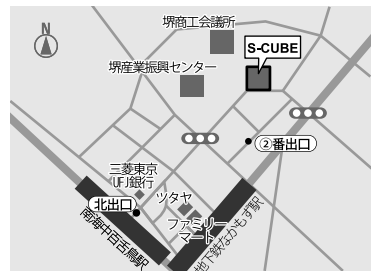 N
堺商工会議所
S-CUBE
堺産業振興センター
②番出口
三菱東京
UFJ銀行
ツタヤ
北出口
ファミリー
マート
南海中百舌鳥駅
地下鉄なかもず駅